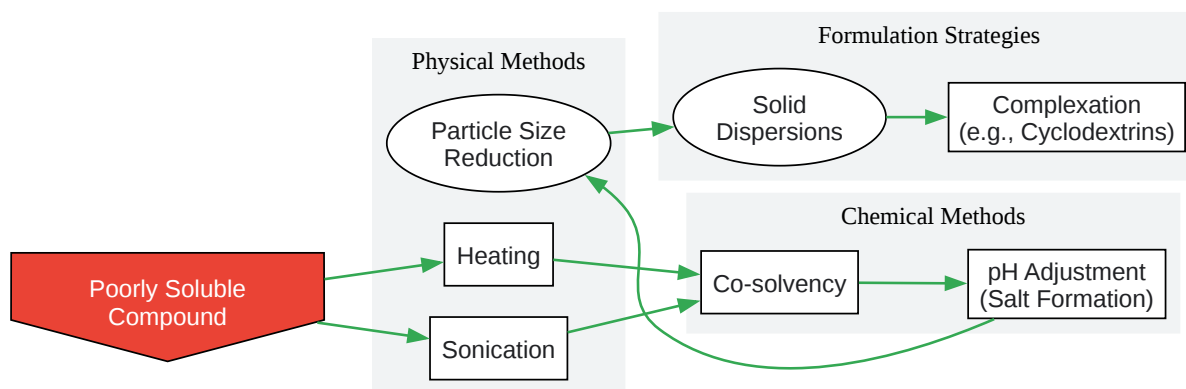 Formulation Strategies
Physical Methods
Particle Size
Reduction
Solid
Dispersions
Complexation
(e.g., Cyclodextrins)
Chemical Methods
Poorly Soluble
Compound
Heating
Sonication
Co-solvency
pH Adjustment
(Salt Formation)